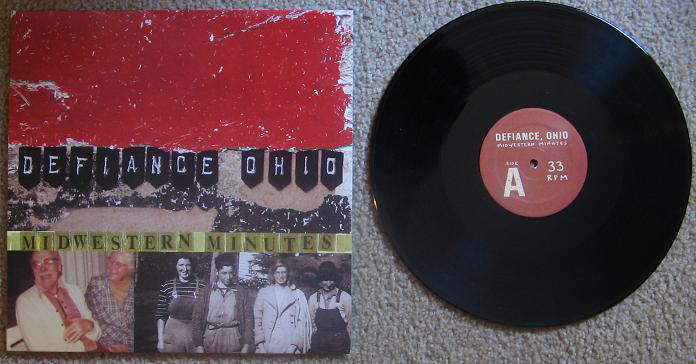 DEFIANCE OHIO
MIDWESTERN MINUTES
DEFIANCE, OHIO
MIDWESTERN MINUTES
SIDE
A
33
RPM